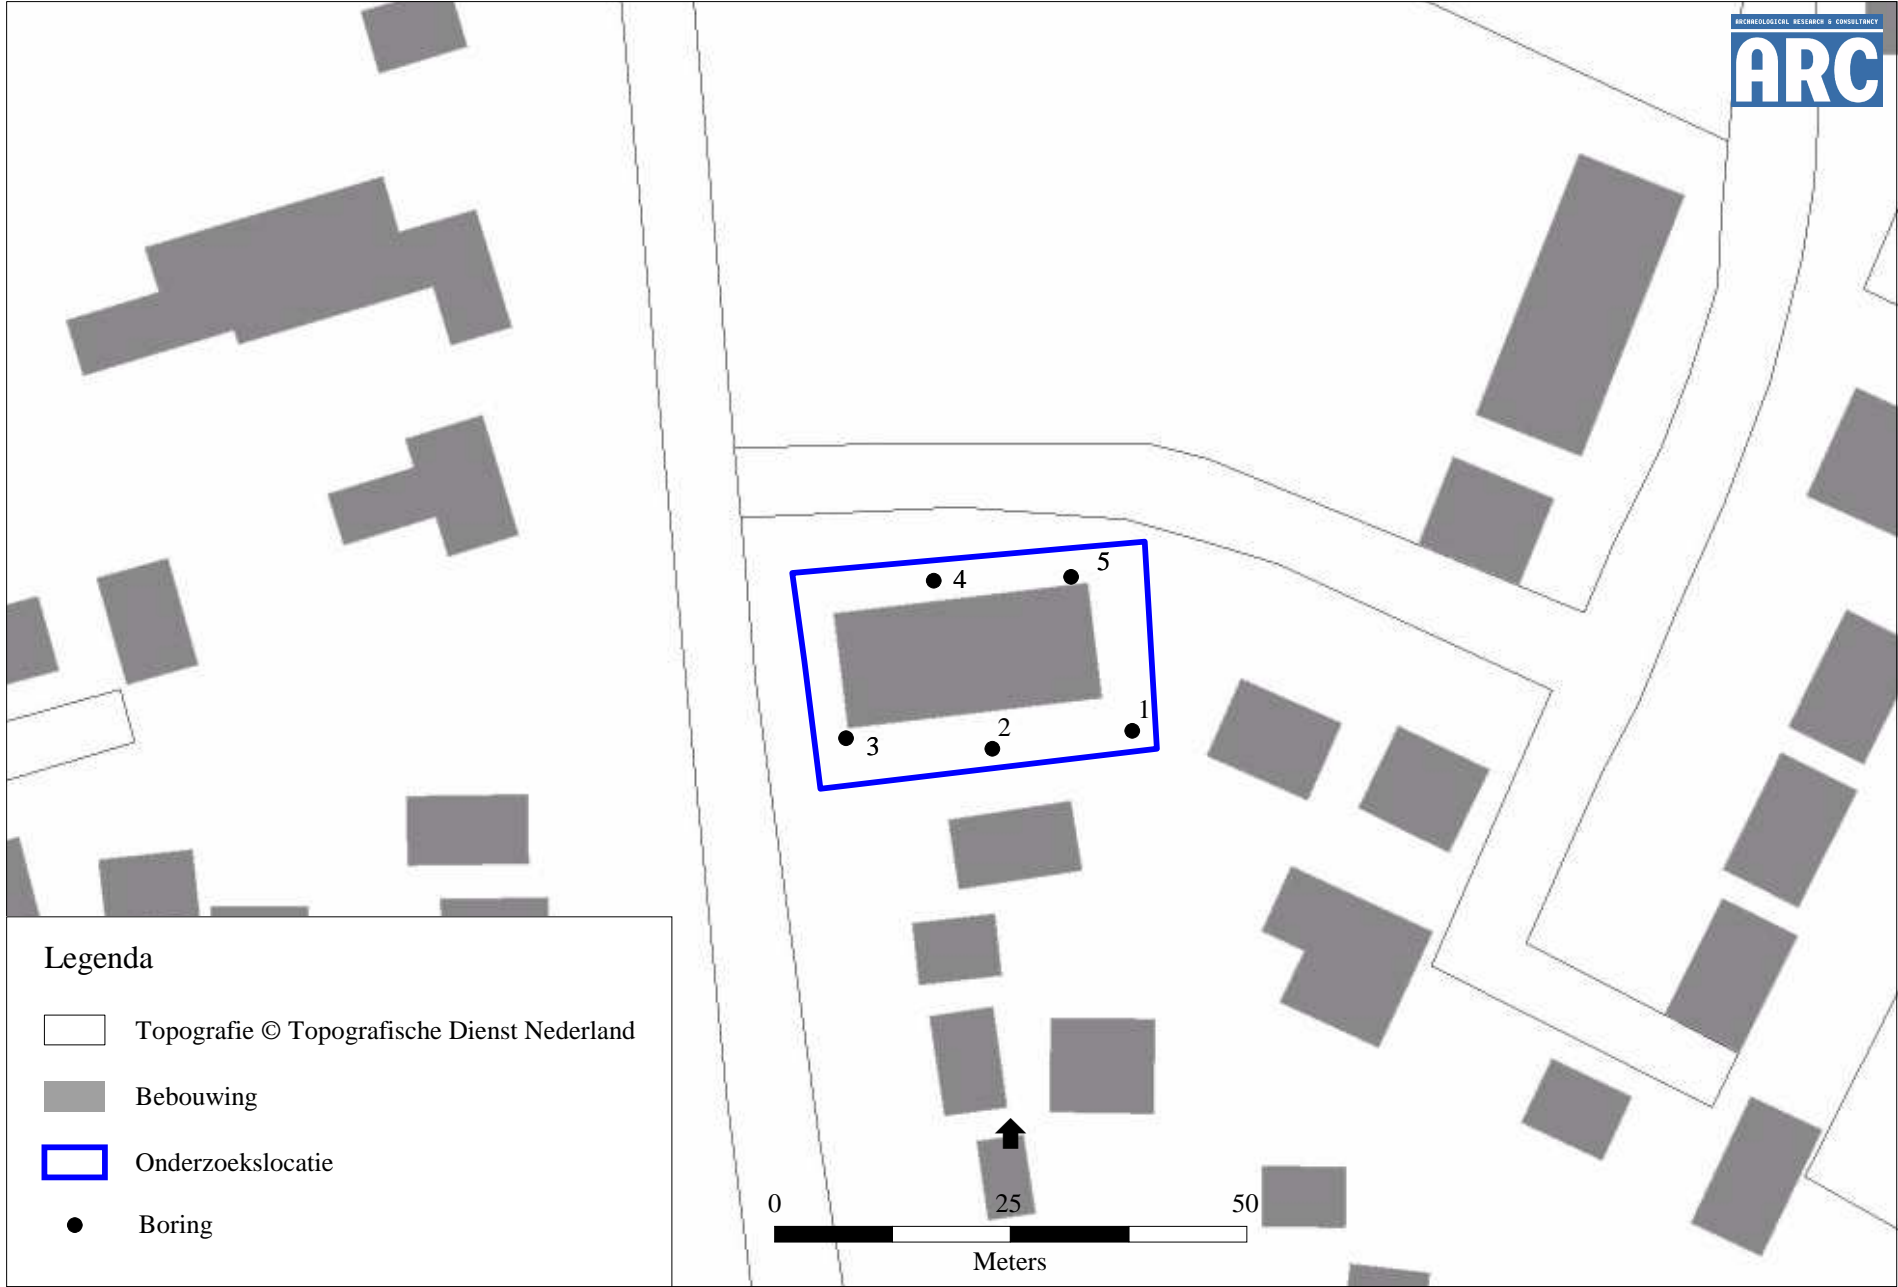 ARCHAEOLOGICAL RESEARCH & CONSULTANCY
ARC
4
5
1
2
3
Legenda
Topografie © Topografische Dienst Nederland
Bebouwing
Onderzoekslocatie
Boring
0 25 50
Meters